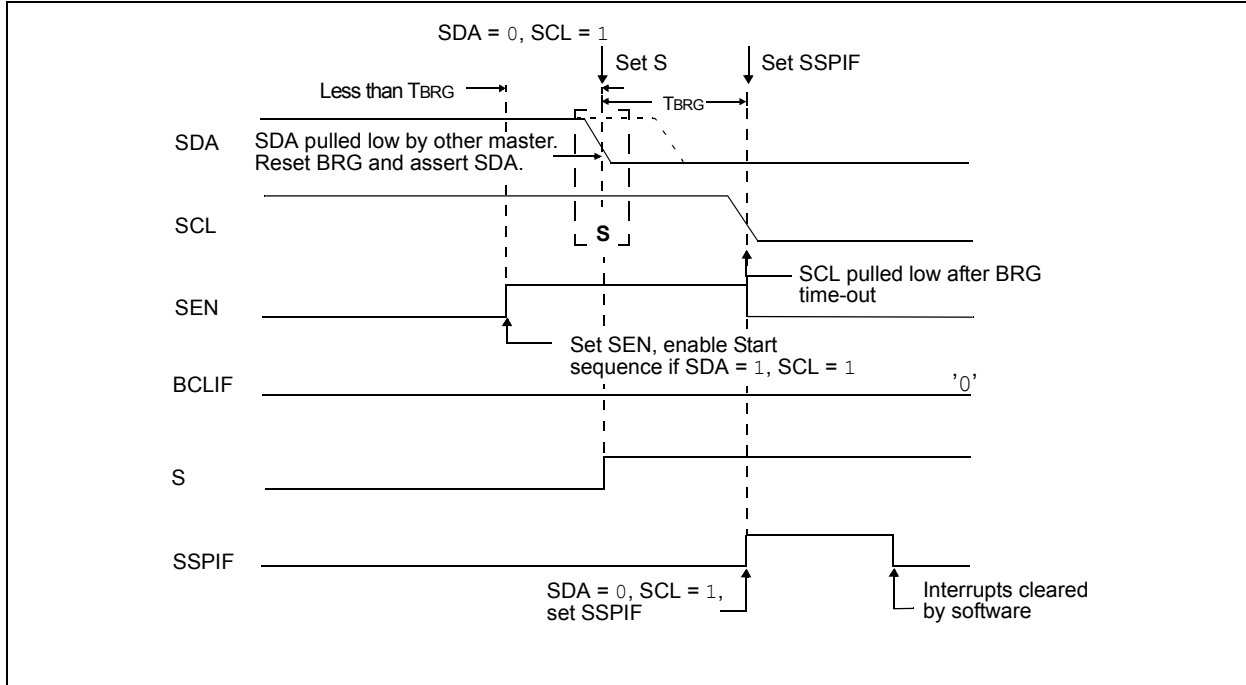 SDA = 0, SCL = 1
Set S
Set SSPIF
Less than TBRG
TBRG
SDA
SDA pulled low by other master.
Reset BRG and assert SDA.
SCL
S
SCL pulled low after BRG
time-out
SEN
Set SEN, enable Start
sequence if SDA = 1, SCL = 1
BCLIF
'0'
S
SSPIF
SDA = 0, SCL = 1,
set SSPIF
Interrupts cleared
by software